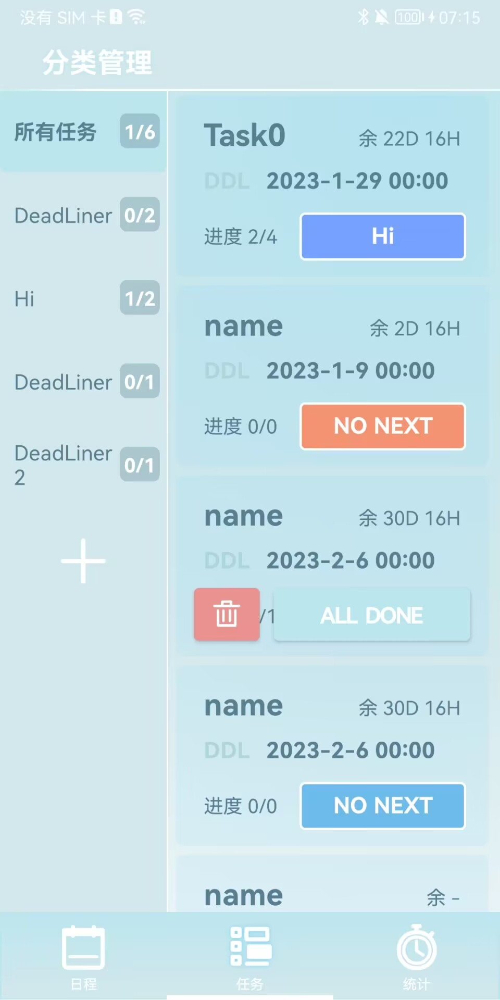 没有 SIM 卡 100 07:15
分类管理
所有任务 1/6
DeadLiner 0/2
Hi 1/2
DeadLiner 0/1
DeadLiner 2 0/1
Task0 余 22D 16H
DDL 2023-1-29 00:00
进度 2/4 Hi
name 余 2D 16H
DDL 2023-1-9 00:00
进度 0/0 NO NEXT
name 余 30D 16H
DDL 2023-2-6 00:00
/1 ALL DONE
name 余 30D 16H
DDL 2023-2-6 00:00
进度 0/0 NO NEXT
name 余 -
日程 任务 统计